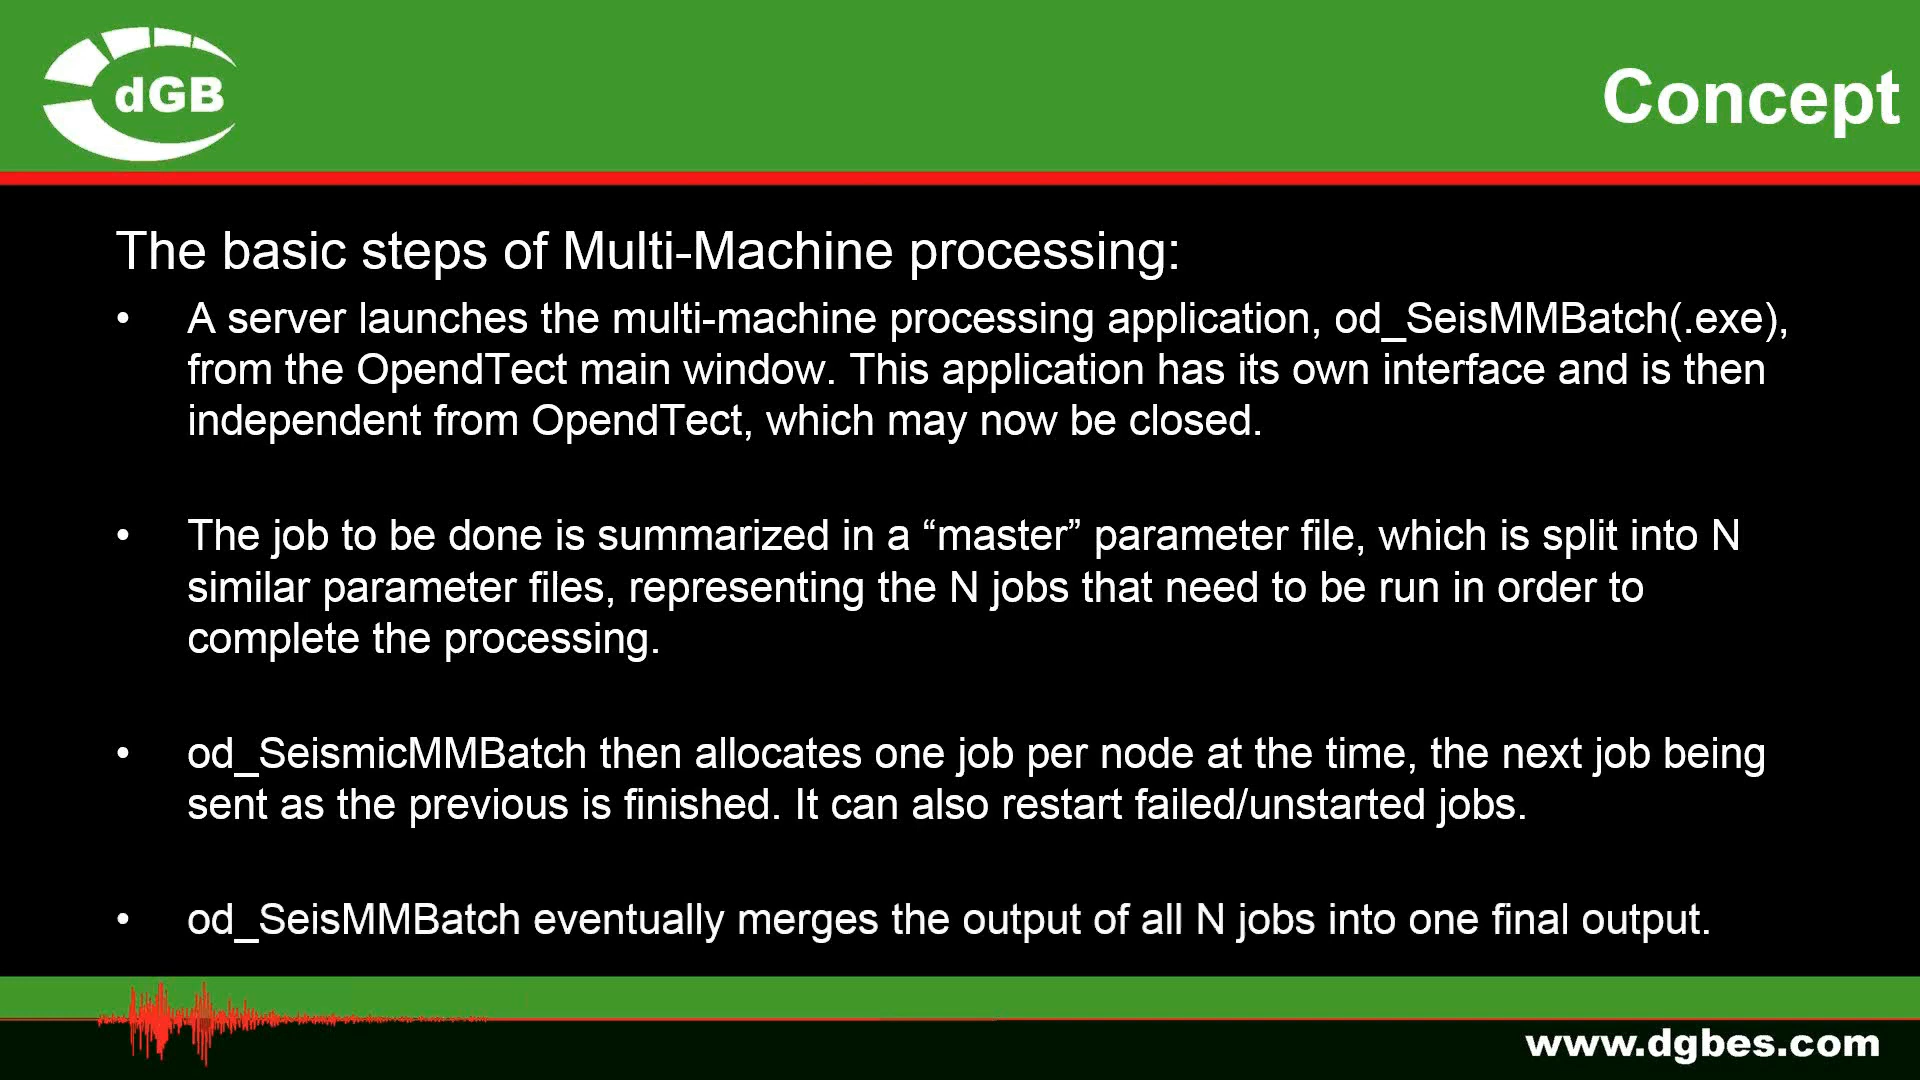 dGB
Concept
The basic steps of Multi-Machine processing:
• A server launches the multi-machine processing application, od_SeisMMBatch(.exe),
from the OpendTect main window. This application has its own interface and is then
independent from OpendTect, which may now be closed.
• The job to be done is summarized in a “master” parameter file, which is split into N
similar parameter files, representing the N jobs that need to be run in order to
complete the processing.
• od_SeismicMMBatch then allocates one job per node at the time, the next job being
sent as the previous is finished. It can also restart failed/unstarted jobs.
• od_SeisMMBatch eventually merges the output of all N jobs into one final output.
www.dgbes.com